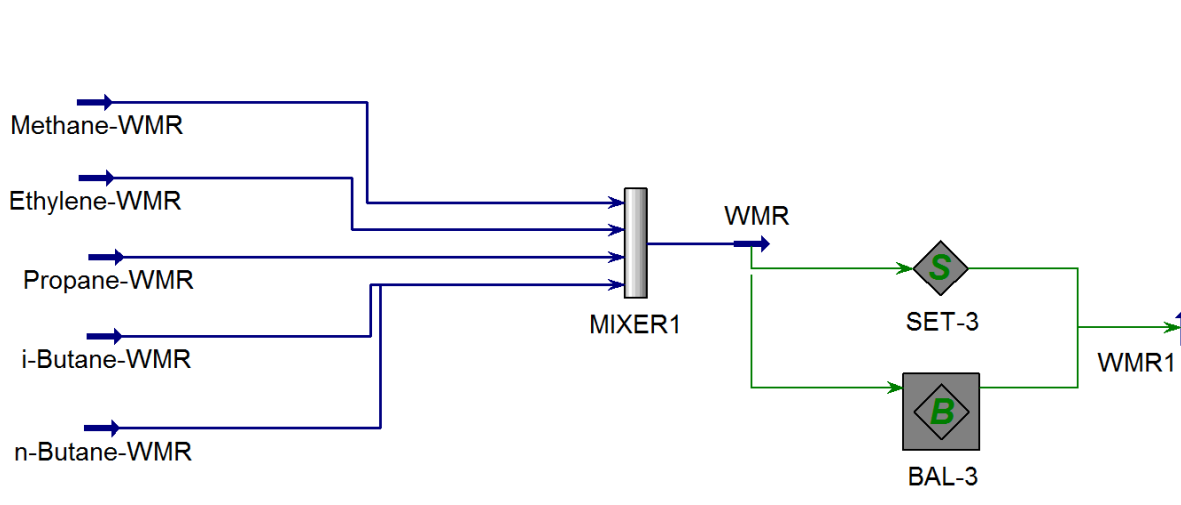 Methane-WMR
Ethylene-WMR
Propane-WMR
i-Butane-WMR
n-Butane-WMR
MIXER1
WMR
S
SET-3
B
BAL-3
WMR1